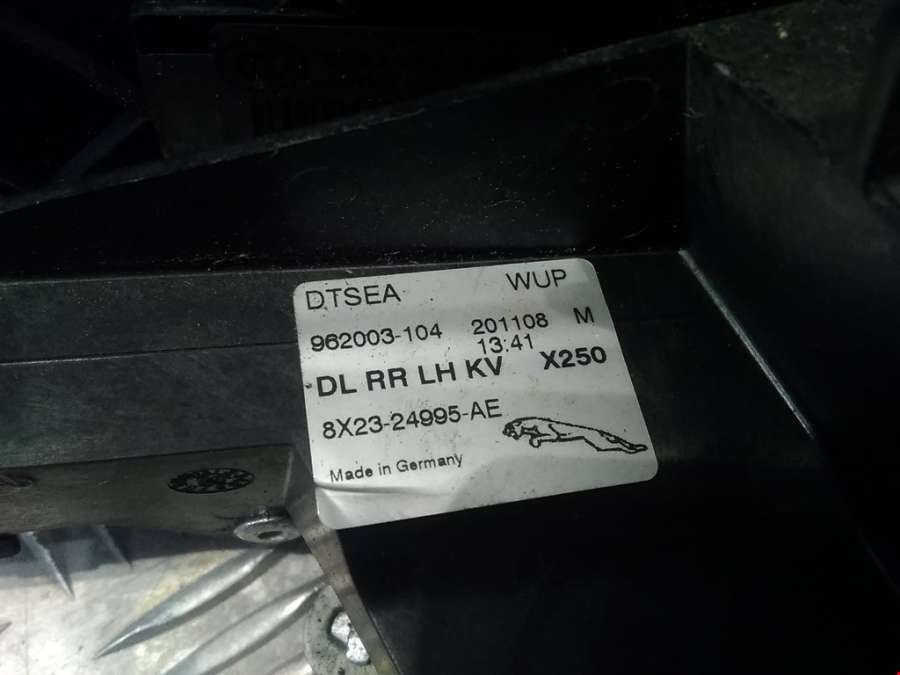 DTSEA WUP
962003-104 201108 M
13:41
DL RR LH KV X250
8X23-24995-AE
Made in Germany